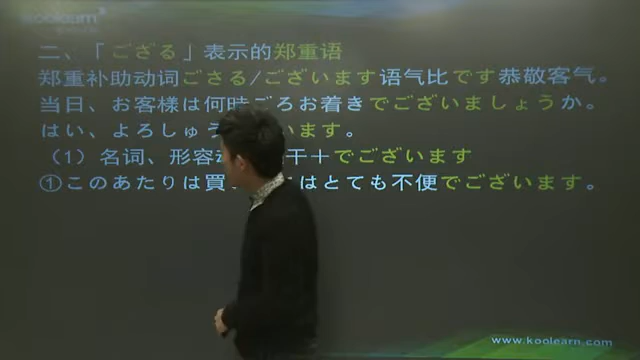 koolearn
二、「ござる」表示的郑重语
郑重补助动词ござる/ございます语气比です恭敬客气。
当日、お客様は何時ごろお着きでございましょうか。
はい、よろしゅう います。
（1）名词、形容 干＋でございます
①このあたりは買 はとても不便でございます。
www.koolearn.com